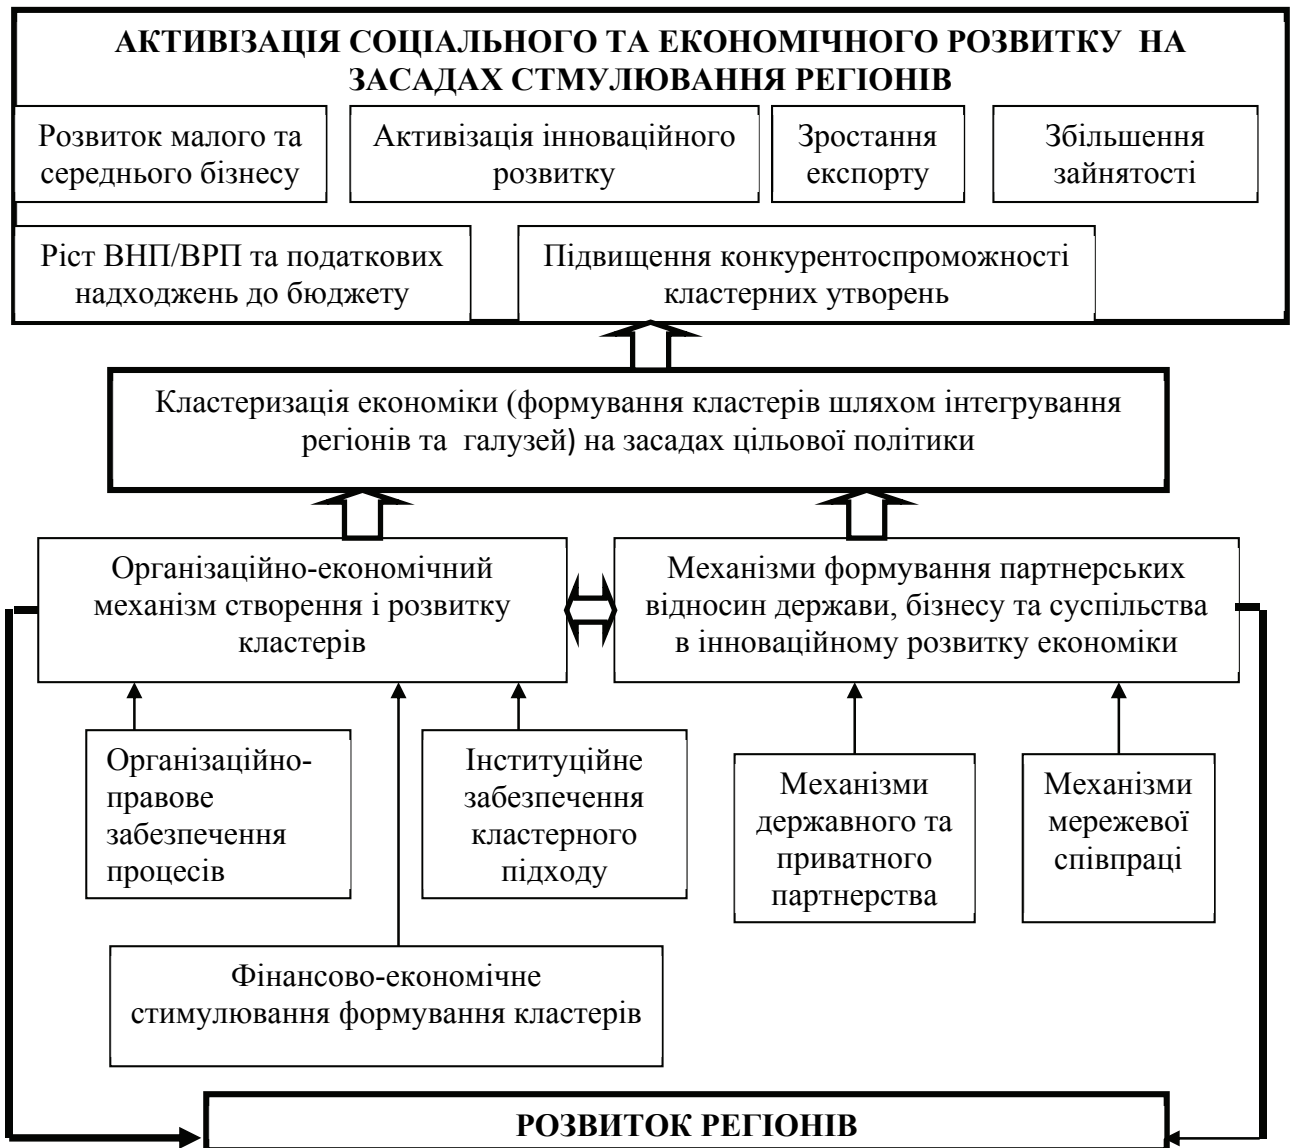 АКТИВІЗАЦІЯ СОЦІАЛЬНОГО ТА ЕКОНОМІЧНОГО РОЗВИТКУ НА
ЗАСАДАХ СТМУЛЮВАННЯ РЕГІОНІВ
Розвиток малого та
середнього бізнесу
Активізація інноваційного
розвитку
Зростання
експорту
Збільшення
зайнятості
Ріст ВНП/ВРП та податкових
надходжень до бюджету
Підвищення конкурентоспроможності
кластерних утворень
Кластеризація економіки (формування кластерів шляхом інтегрування
регіонів та галузей) на засадах цільової політики
Організаційно-економічний
механізм створення і розвитку
кластерів
Механізми формування партнерських
відносин держави, бізнесу та суспільства
в інноваційному розвитку економіки
Організаційно-
правове
забезпечення
процесів
Інституційне
забезпечення
кластерного
підходу
Механізми
державного та
приватного
партнерства
Механізми
мережевої
співпраці
Фінансово-економічне
стимулювання формування кластерів
РОЗВИТОК РЕГІОНІВ